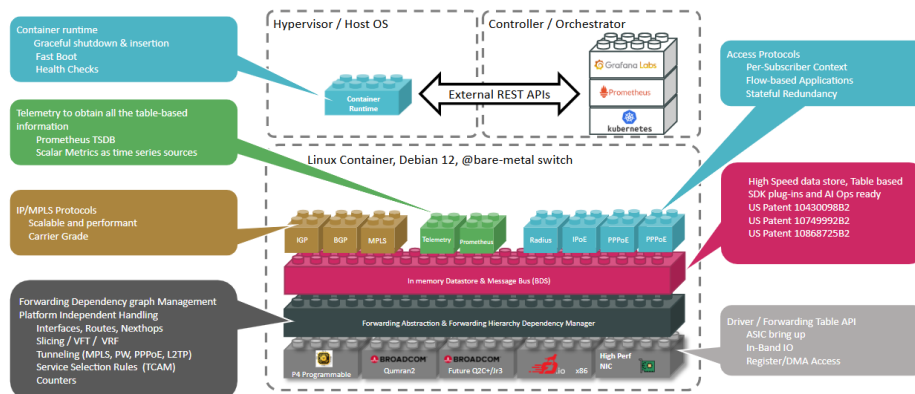 Container runtime
Graceful shutdown & insertion
Fast Boot
Health Checks
Telemetry to obtain all the table-based
information
Prometheus TSDB
Scalar Metrics as time series sources
IP/MPLS Protocols
Scalable and performant
Carrier Grade
Forwarding Dependency graph Management
Platform Independent Handling
Interfaces, Routes, Nexthops
Slicing / VFT / VRF
Tunneling (MPLS, PW, PPPoE, L2TP)
Service Selection Rules (TCAM)
Counters
Hypervisor / Host OS
Container
Runtime
External REST APIs
Controller / Orchestrator
Grafana Labs
Prometheus
kubernetes
Linux Container, Debian 12, @bare-metal switch
IGP
BGP
MPLS
Telemetry
Prometheus
Radius
IPoE
PPPoE
PPPoE
In memory Datastore & Message Bus (BDS)
Forwarding Abstraction & Forwarding Hierarchy Dependency Manager
P4 Programmable
BROADCOM
Qumran2
BROADCOM
Future Q2C+/Jr3
x86
High Perf
NIC
Access Protocols
Per-Subscriber Context
Flow-based Applications
Stateful Redundancy
High Speed data store, Table based
SDK plug-ins and AI Ops ready
US Patent 10430098B2
US Patent 10749992B2
US Patent 10868725B2
Driver / Forwarding Table API
ASIC bring up
In-Band IO
Register/DMA Access